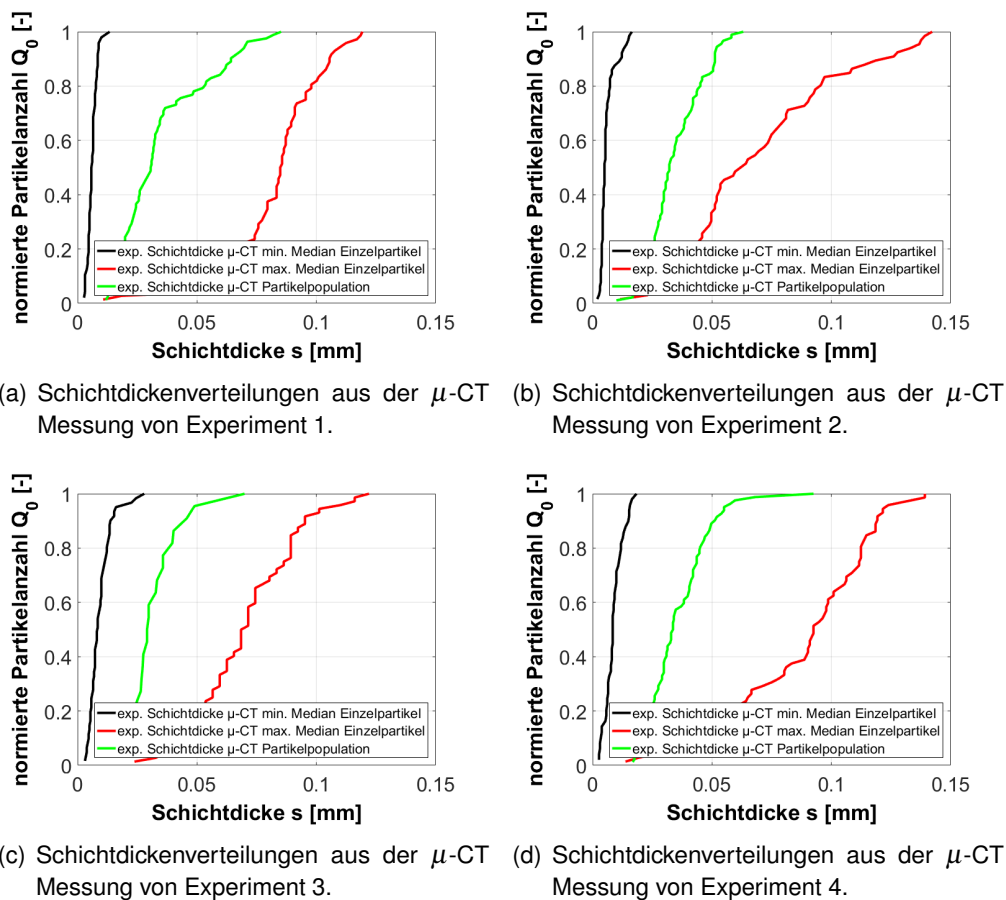 normierte Partikelanzahl Q0 [-]
1
0.8
0.6
0.4
0.2
0
exp. Schichtdicke µ-CT min. Median Einzelpartikel
exp. Schichtdicke µ-CT max. Median Einzelpartikel
exp. Schichtdicke µ-CT Partikelpopulation
0 0.05 0.1 0.15
Schichtdicke s [mm]
normierte Partikelanzahl Q0 [-]
1
0.8
0.6
0.4
0.2
0
exp. Schichtdicke µ-CT min. Median Einzelpartikel
exp. Schichtdicke µ-CT max. Median Einzelpartikel
exp. Schichtdicke µ-CT Partikelpopulation
0 0.05 0.1 0.15
Schichtdicke s [mm]
(a) Schichtdickenverteilungen aus der µ-CT
Messung von Experiment 1.
(b) Schichtdickenverteilungen aus der µ-CT
Messung von Experiment 2.
normierte Partikelanzahl Q0 [-]
1
0.8
0.6
0.4
0.2
0
exp. Schichtdicke µ-CT min. Median Einzelpartikel
exp. Schichtdicke µ-CT max. Median Einzelpartikel
exp. Schichtdicke µ-CT Partikelpopulation
0 0.05 0.1 0.15
Schichtdicke s [mm]
normierte Partikelanzahl Q0 [-]
1
0.8
0.6
0.4
0.2
0
exp. Schichtdicke µ-CT min. Median Einzelpartikel
exp. Schichtdicke µ-CT max. Median Einzelpartikel
exp. Schichtdicke µ-CT Partikelpopulation
0 0.05 0.1 0.15
Schichtdicke s [mm]
(c) Schichtdickenverteilungen aus der µ-CT
Messung von Experiment 3.
(d) Schichtdickenverteilungen aus der µ-CT
Messung von Experiment 4.